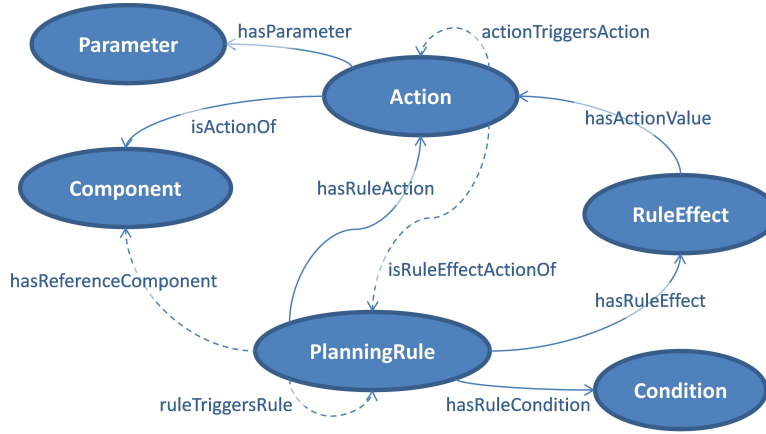 hasParameter
actionTriggersAction
Parameter
Action
hasActionValue
isActionOf
Component
hasRuleAction
RuleEffect
isRuleEffectActionOf
hasReferenceComponent
hasRuleEffect
PlanningRule
Condition
ruleTriggersRule
hasRuleCondition